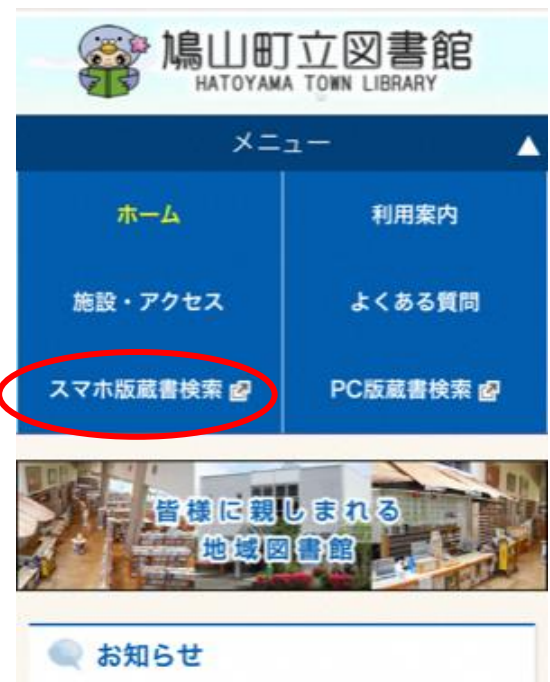 鳩山町立図書館
HATOYAMA TOWN LIBRARY
メニュー ▲
ホーム
利用案内
施設・アクセス
よくある質問
スマホ版蔵書検索
PC版蔵書検索
皆様に親しまれる
地域図書館
お知らせ